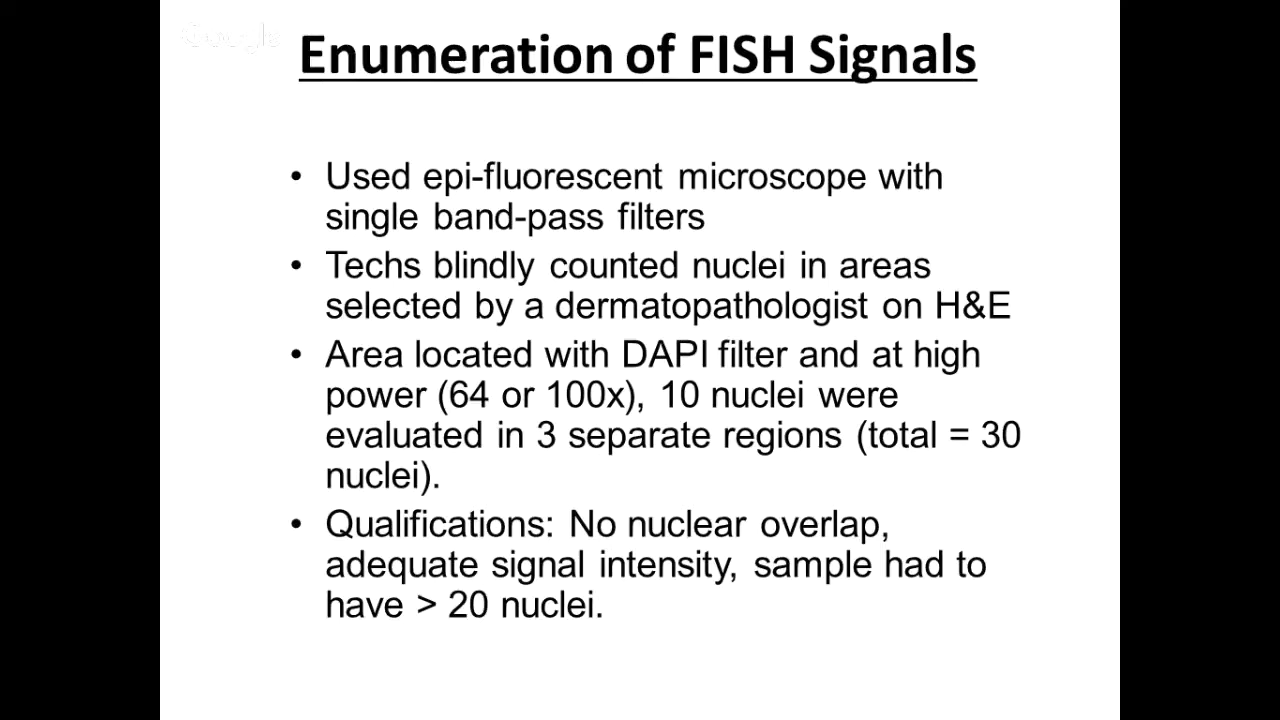 Google
Enumeration of FISH Signals
• Used epi-fluorescent microscope with
single band-pass filters
• Techs blindly counted nuclei in areas
selected by a dermatopathologist on H&E
• Area located with DAPI filter and at high
power (64 or 100x), 10 nuclei were
evaluated in 3 separate regions (total = 30
nuclei).
• Qualifications: No nuclear overlap,
adequate signal intensity, sample had to
have > 20 nuclei.